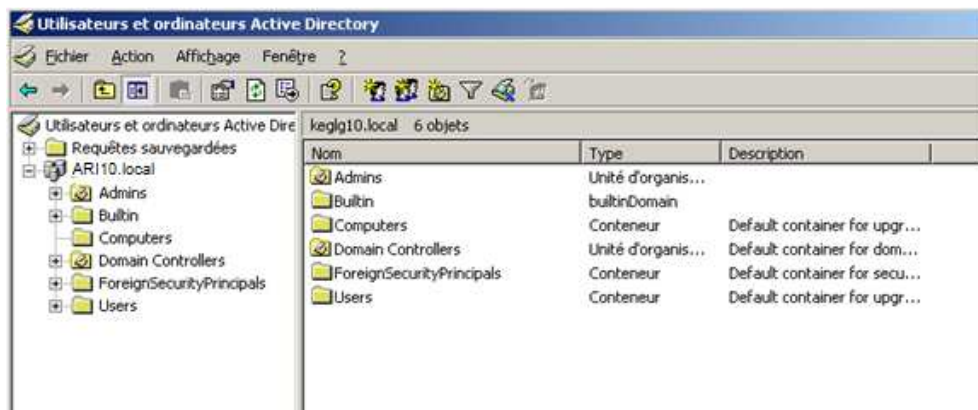 Utilisateurs et ordinateurs Active Directory
Fichier Action Affichage Fenêtre ?
Utilisateurs et ordinateurs Active Dire
Requêtes sauvegardées
ARI10.local
Admins
Builtin
Computers
Domain Controllers
ForeignSecurityPrincipals
Users
keglg10.local 6 objets
Nom Type Description
Admins Unité d'organis...
Builtin builtinDomain
Computers Conteneur Default container for upgr...
Domain Controllers Unité d'organis... Default container for dom...
ForeignSecurityPrincipals Conteneur Default container for secu...
Users Conteneur Default container for upgr...